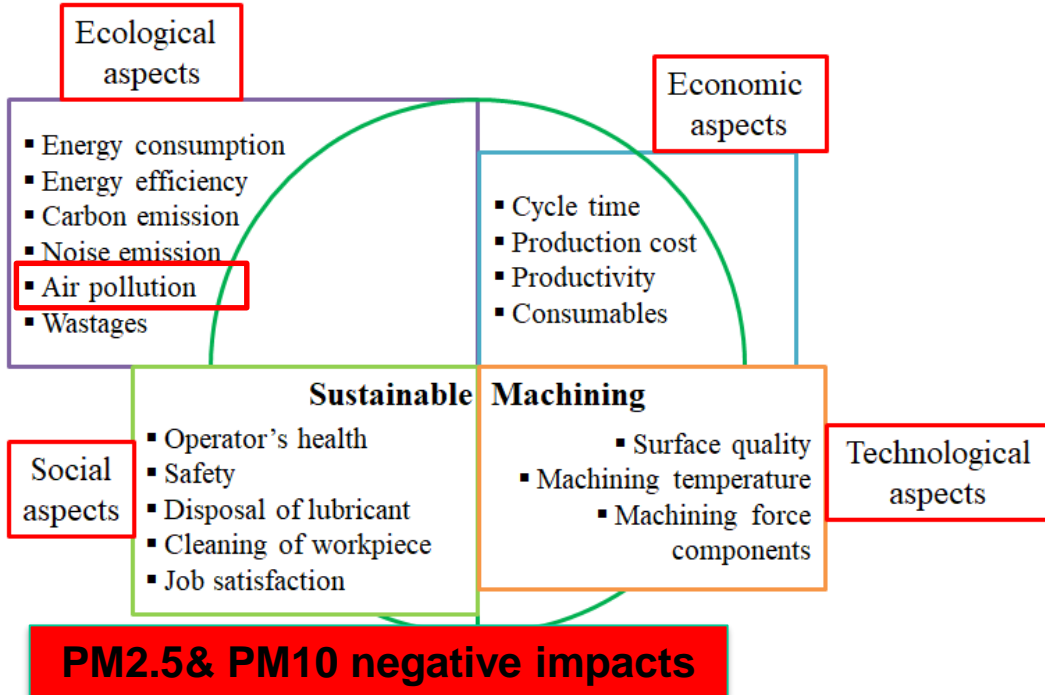 Ecological
aspects
▪ Energy consumption
▪ Energy efficiency
▪ Carbon emission
▪ Noise emission
▪ Air pollution
▪ Wastages
Economic
aspects
▪ Cycle time
▪ Production cost
▪ Productivity
▪ Consumables
Sustainable Machining
Social
aspects
▪ Operator’s health
▪ Safety
▪ Disposal of lubricant
▪ Cleaning of workpiece
▪ Job satisfaction
▪ Surface quality
▪ Machining temperature
▪ Machining force
components
Technological
aspects
PM2.5& PM10 negative impacts